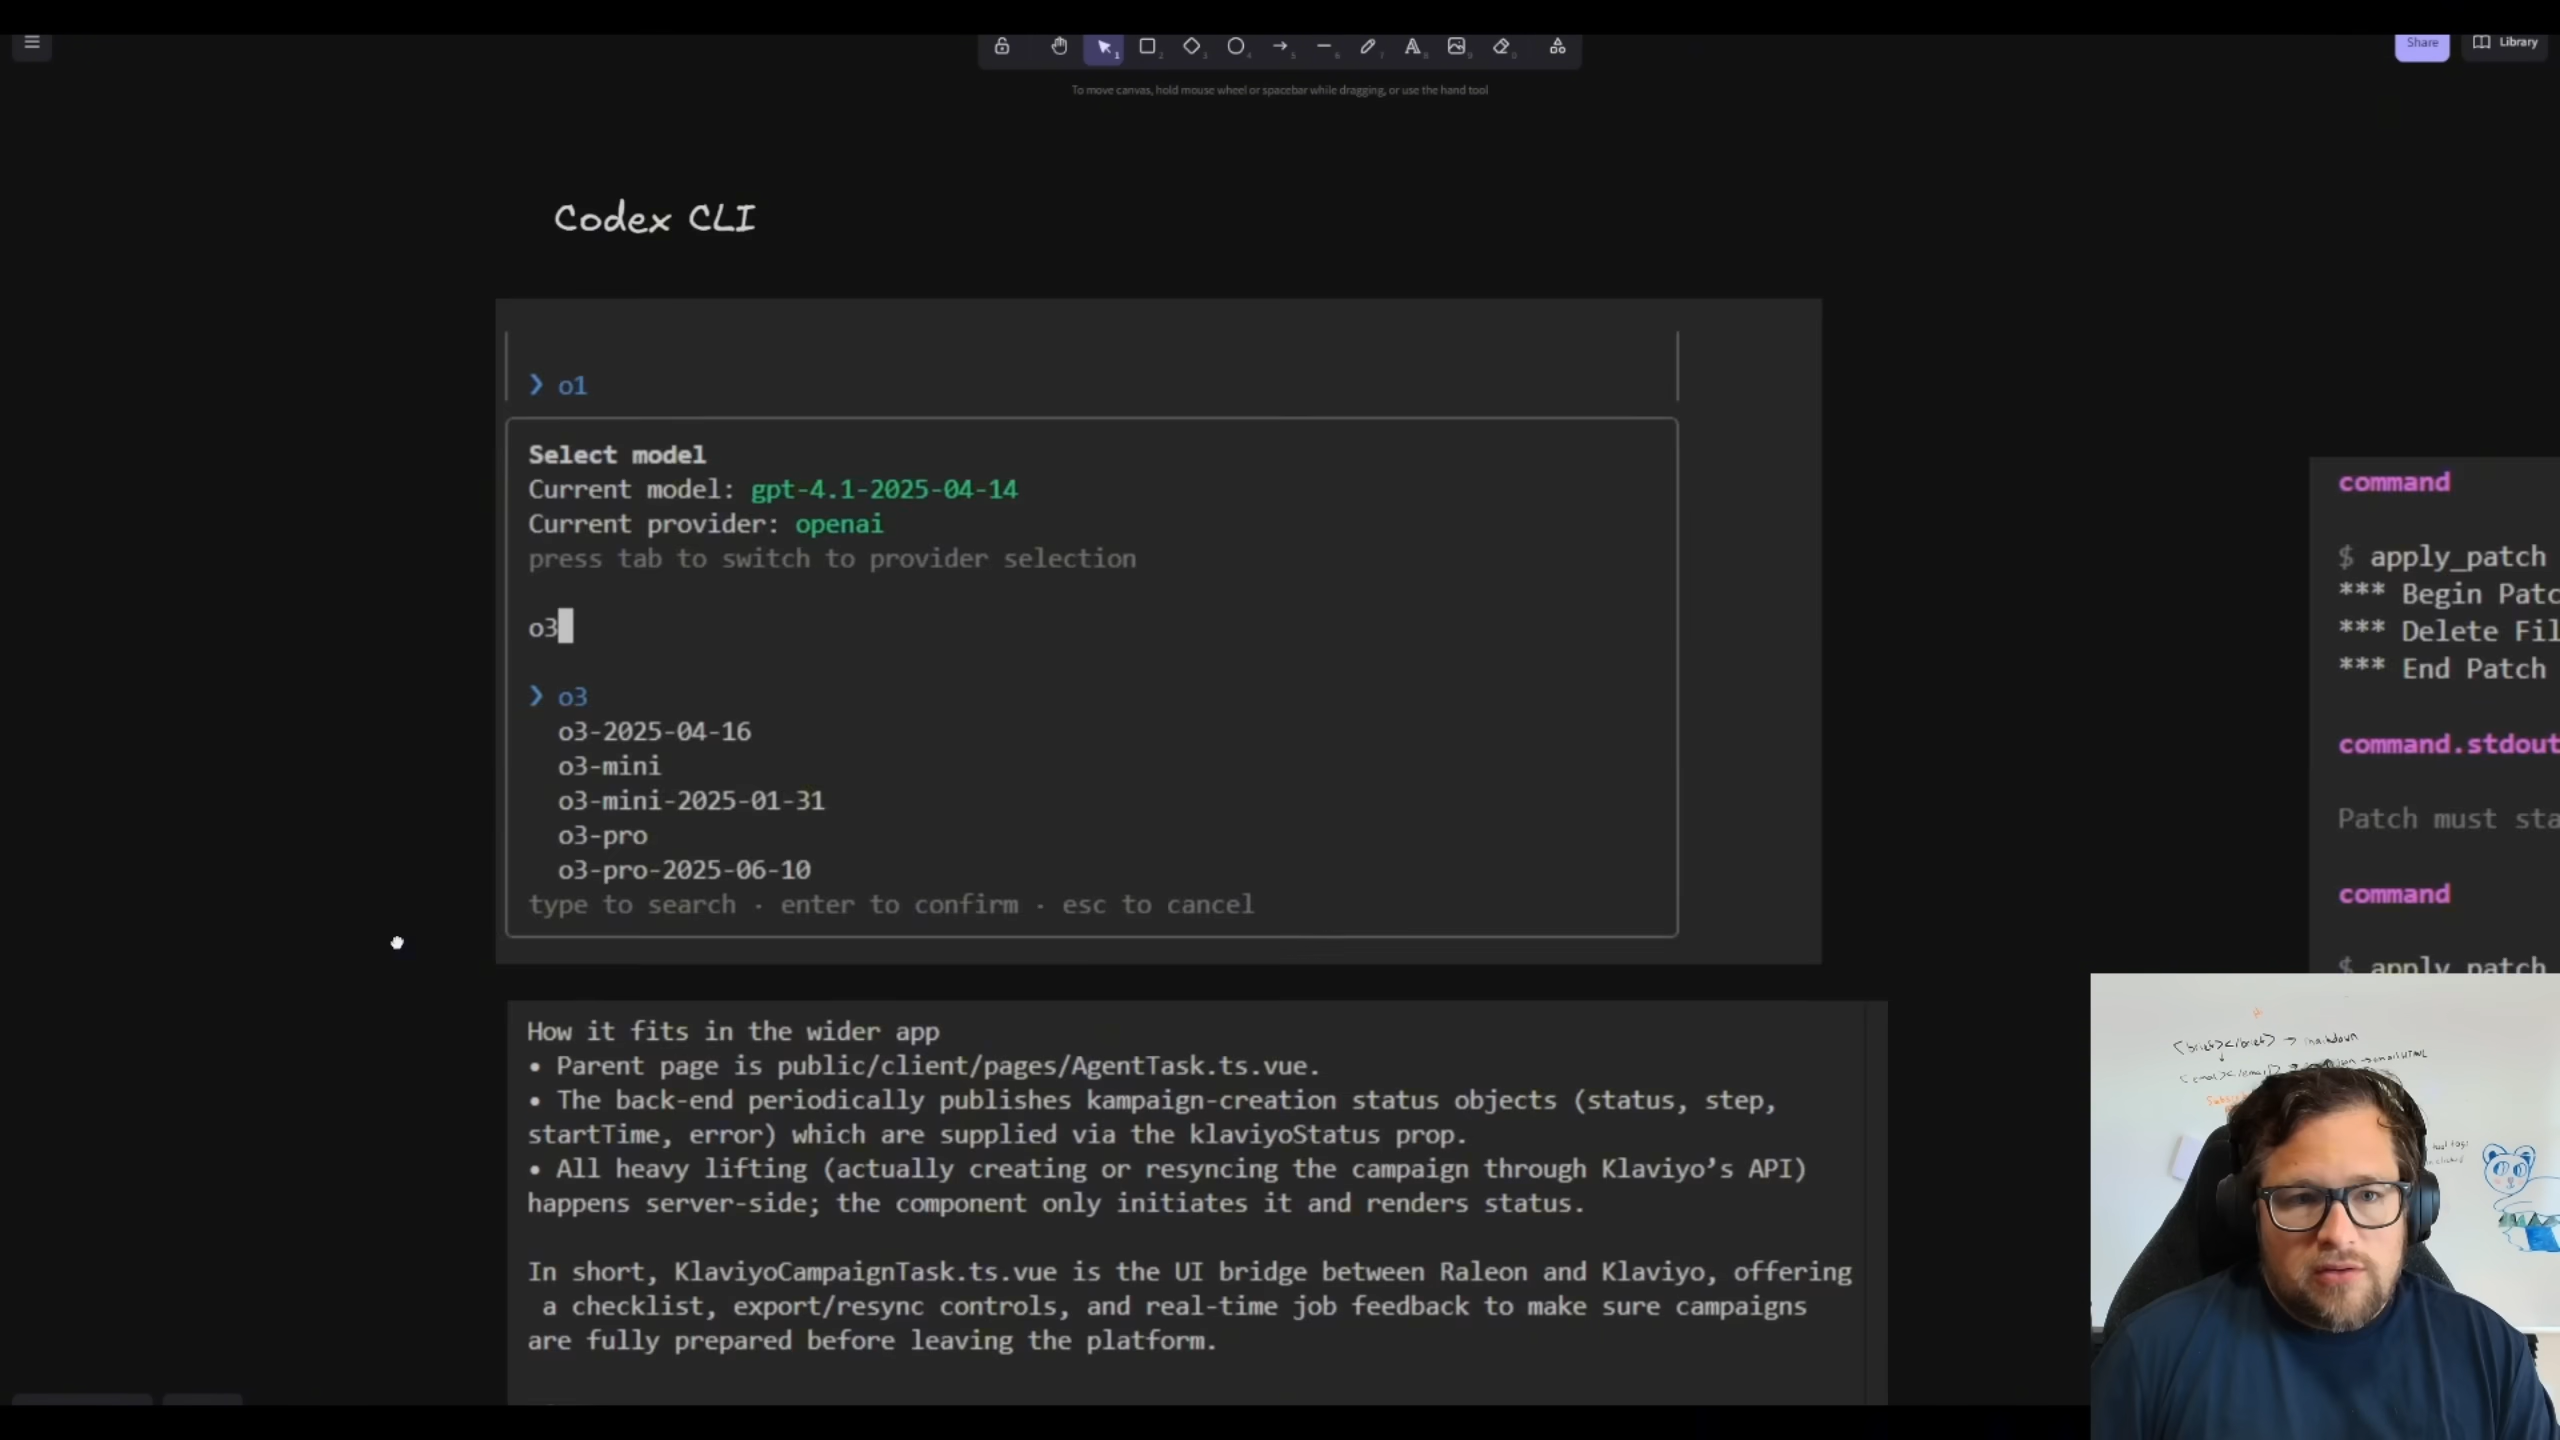 Share
Library
To move canvas, hold mouse wheel or spacebar while dragging, or use the hand tool
Codex CLI
❯ o1
Select model
Current model: gpt-4.1-2025-04-14
Current provider: openai
press tab to switch to provider selection
o3
❯ o3
o3-2025-04-16
o3-mini
o3-mini-2025-01-31
o3-pro
o3-pro-2025-06-10
type to search · enter to confirm · esc to cancel
How it fits in the wider app
• Parent page is public/client/pages/AgentTask.ts.vue.
• The back-end periodically publishes kampaign-creation status objects (status, step,
startTime, error) which are supplied via the klaviyoStatus prop.
• All heavy lifting (actually creating or resyncing the campaign through Klaviyo’s API)
happens server-side; the component only initiates it and renders status.
In short, KlaviyoCampaignTask.ts.vue is the UI bridge between Raleon and Klaviyo, offering
a checklist, export/resync controls, and real-time job feedback to make sure campaigns
are fully prepared before leaving the platform.
command
$ apply_patch
*** Begin Patc
*** Delete Fil
*** End Patch
command.stdout
Patch must sta
command
$ apply_patch
<brief></brief> → markdown